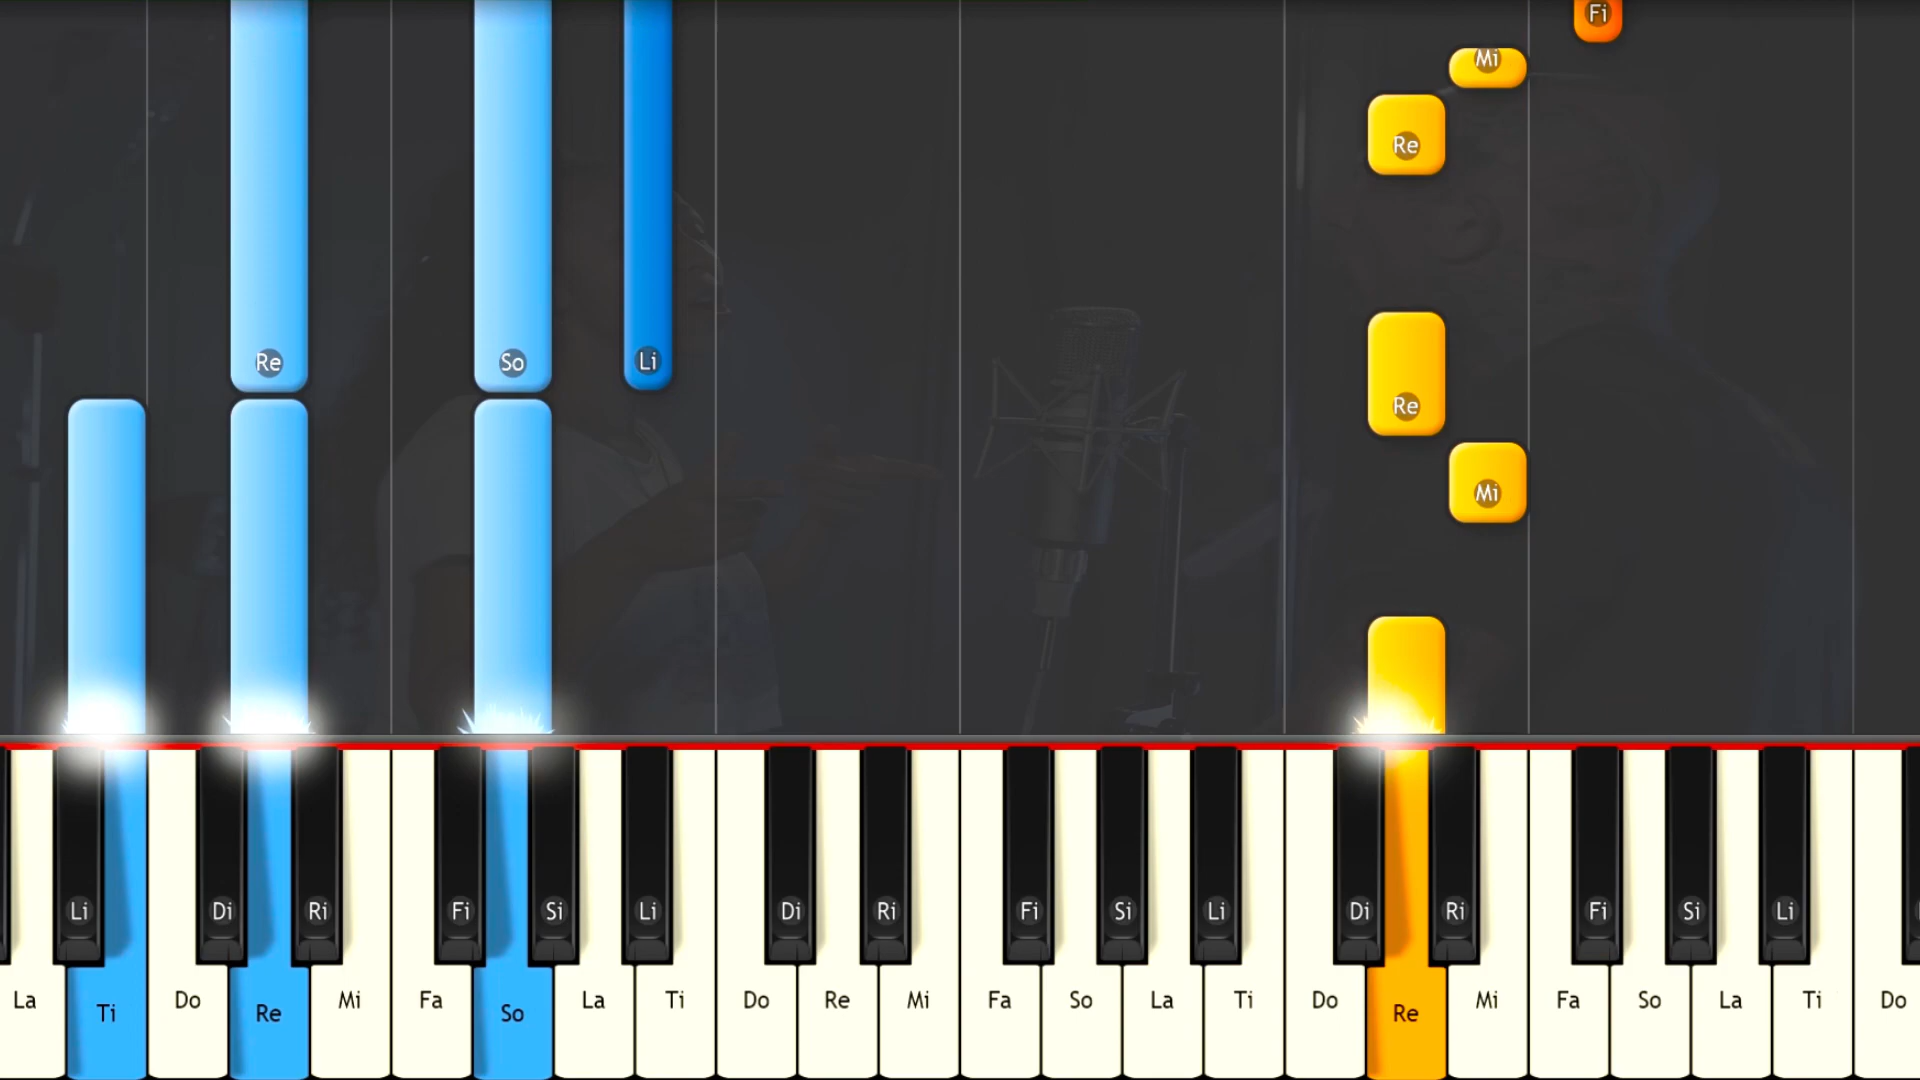 Fi
Mi
Re
Re So Li
Re
Mi
Li Di Ri Fi Si Li Di Ri Fi Si Li Di Ri Fi Si Li
La Ti Do Re Mi Fa So La Ti Do Re Mi Fa So La Ti Do Re Mi Fa So La Ti Do